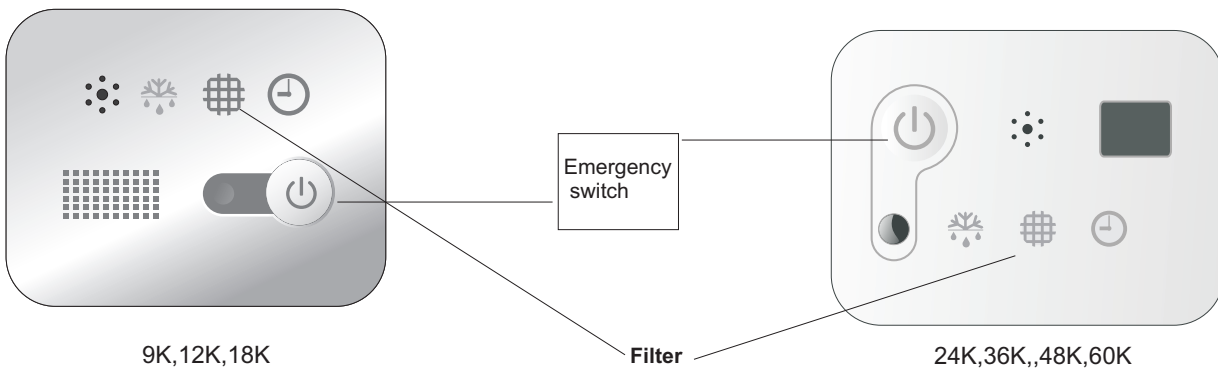 Emergency
switch
9K,12K,18K
Filter
24K,36K,,48K,60K